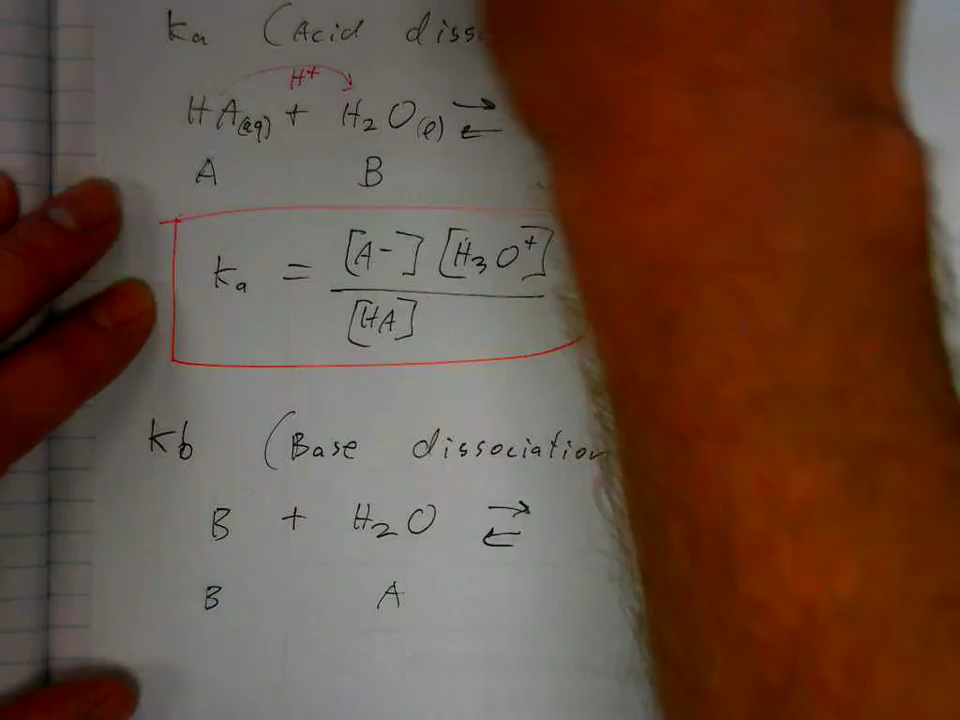 Ka (Acid
H+
HA(aq) + H2O(l) ⇌
A B
Ka = [A-] [H3O+]
[HA]
Kb (Base dissociation
B + H2O ⇌
B A